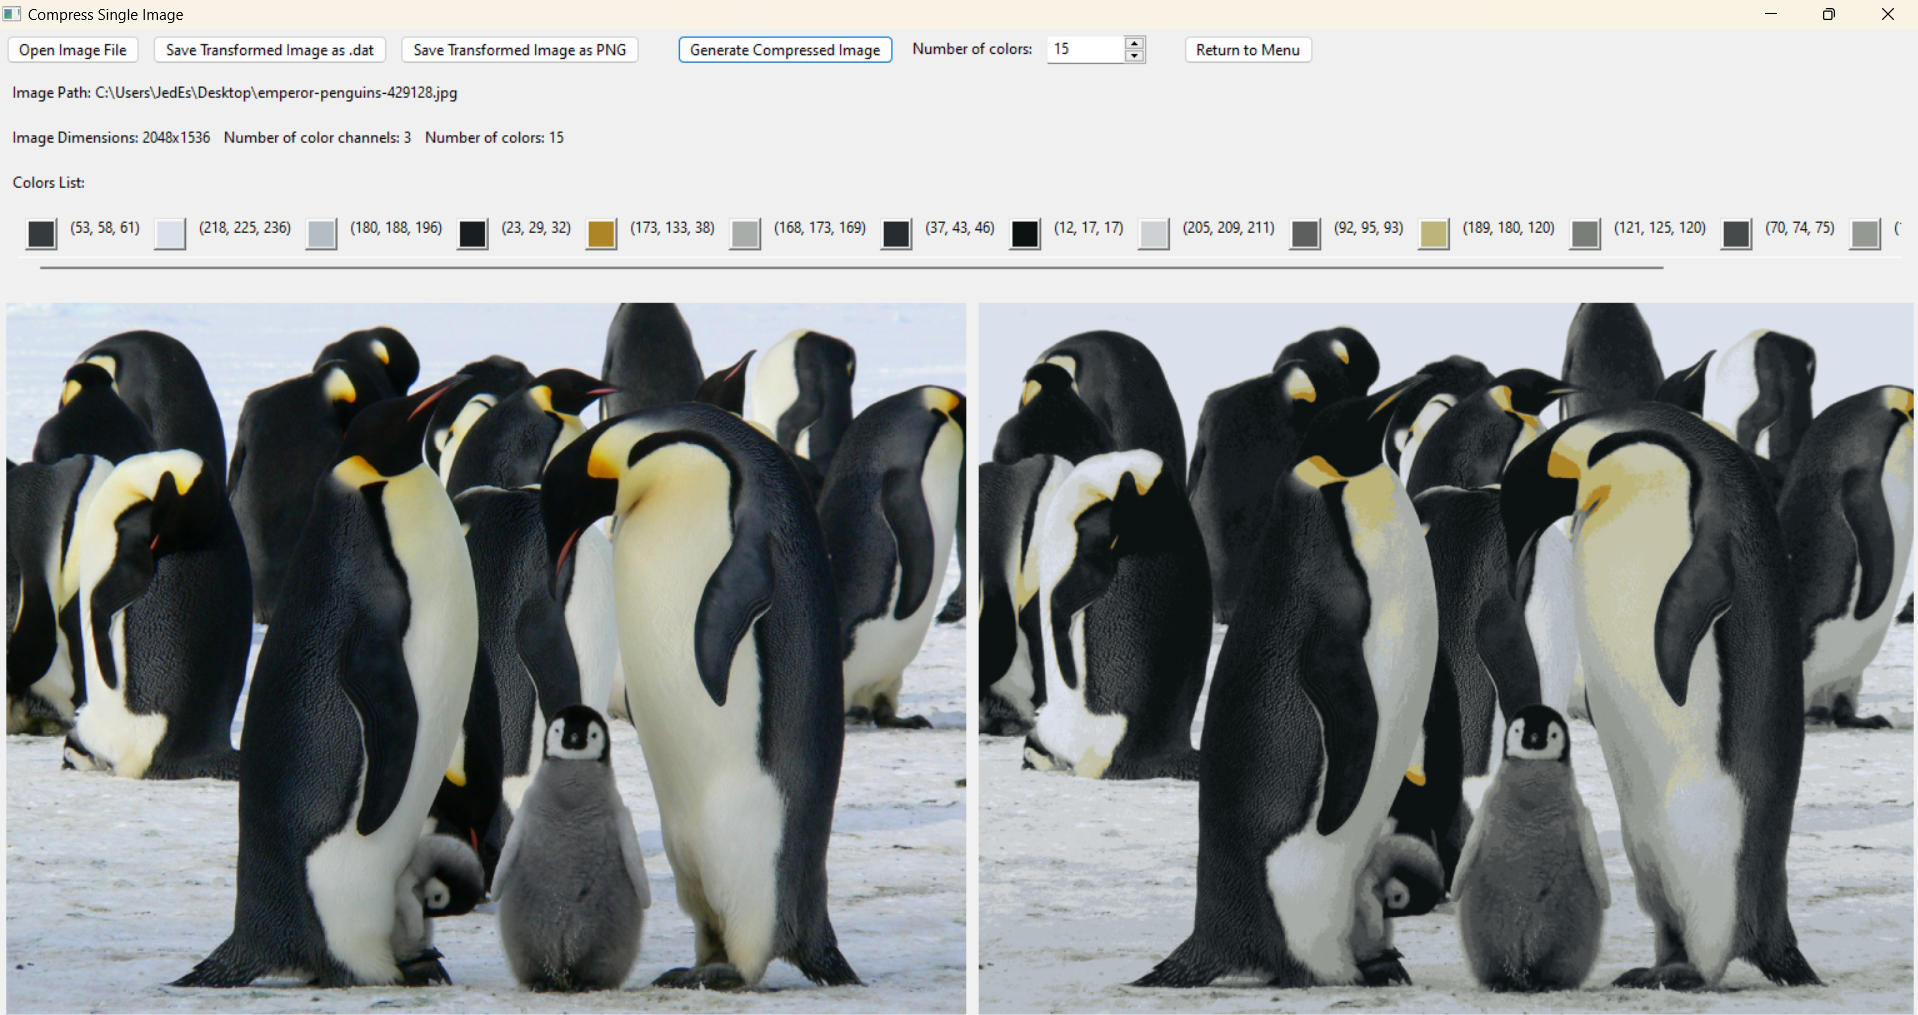 Compress Single Image
Open Image File Save Transformed Image as .dat Save Transformed Image as PNG Generate Compressed Image Number of colors: 15 Return to Menu
Image Path: C:\Users\JedEs\Desktop\emperor-penguins-429128.jpg
Image Dimensions: 2048x1536 Number of color channels: 3 Number of colors: 15
Colors List:
(53, 58, 61) (218, 225, 236) (180, 188, 196) (23, 29, 32) (173, 133, 38) (168, 173, 169) (37, 43, 46) (12, 17, 17) (205, 209, 211) (92, 95, 93) (189, 180, 120) (121, 125, 120) (70, 74, 75) (